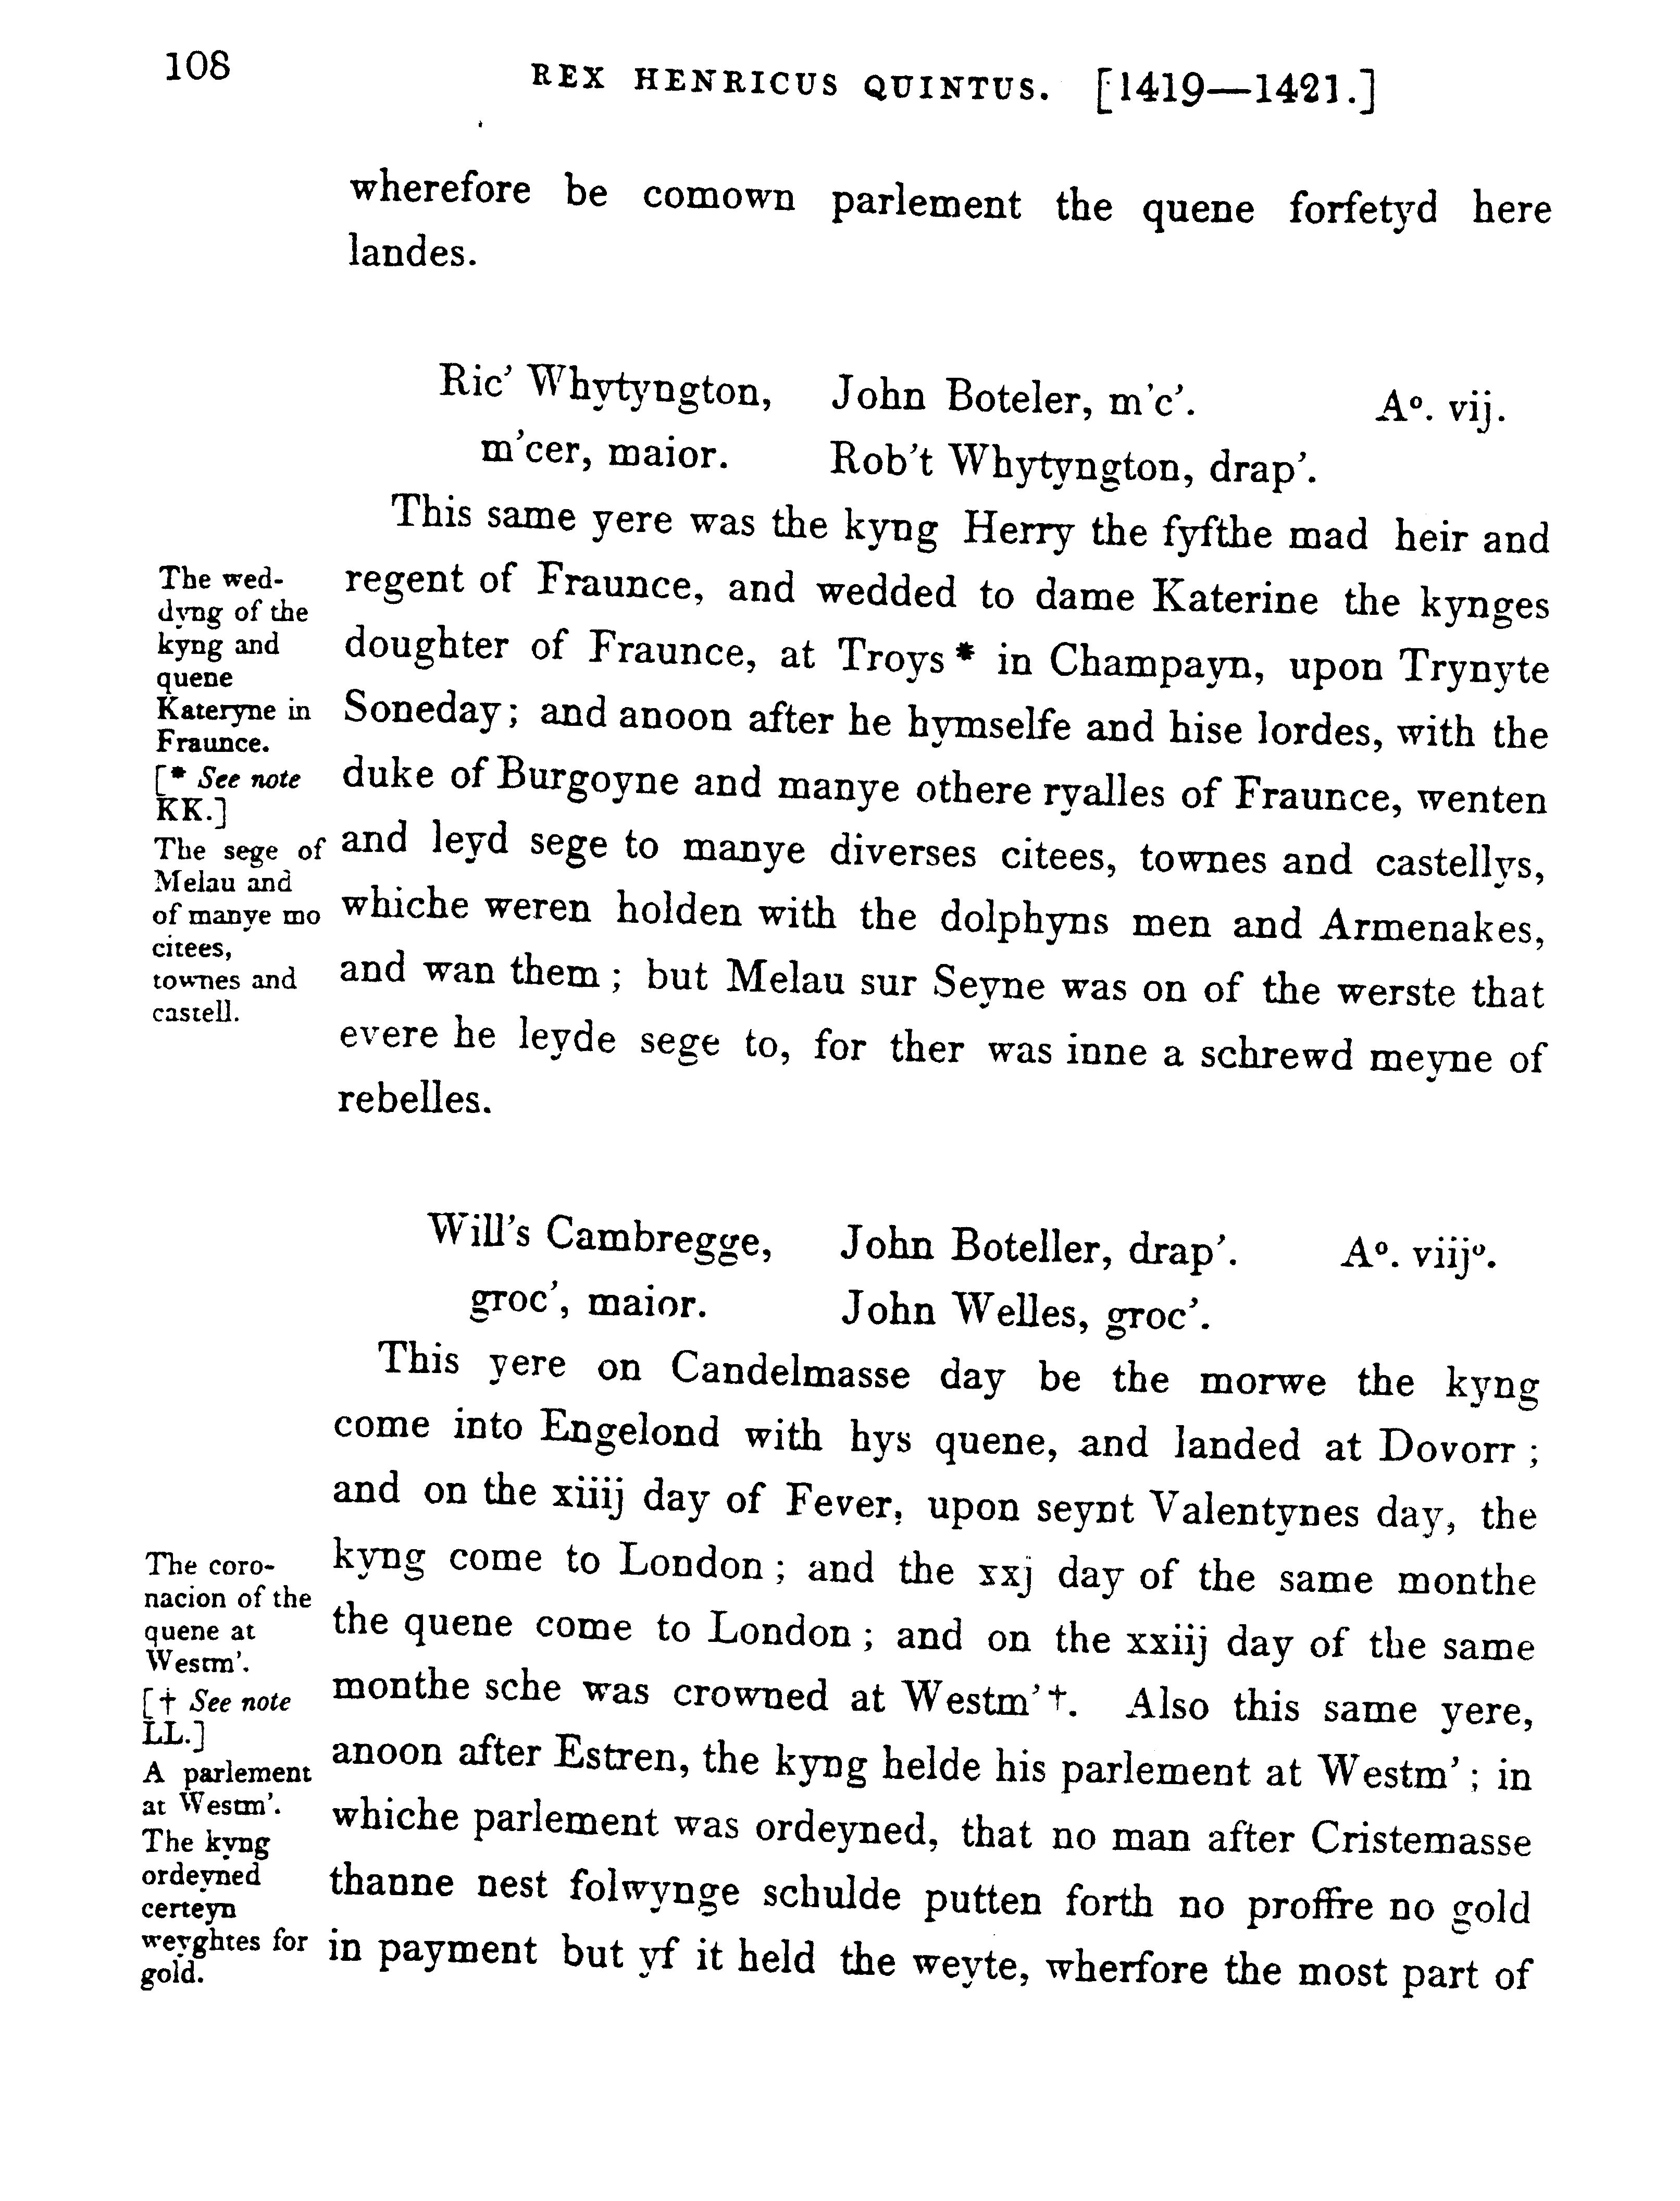 108
REX HENRICUS QUINTUS. [1419—1421.]
wherefore be comown parlement the quene forfetyd here
landes.
Ric' Whytyngton, John Boteler, m'c'. Aº. vij.
m'cer, maior. Rob't Whytyngton, drap'.
This same yere was the kyng Herry the fyfthe mad heir and
regent of Fraunce, and wedded to dame Katerine the kynges
doughter of Fraunce, at Troys * in Champayn, upon Trynyte
Soneday; and anoon after he hymselfe and hise lordes, with the
duke of Burgoyne and manye othere ryalles of Fraunce, wenten
and leyd sege to manye diverses citees, townes and castellys,
whiche weren holden with the dolphyns men and Armenakes,
and wan them; but Melau sur Seyne was on of the werste that
evere he leyde sege to, for ther was inne a schrewd meyne of
rebelles.
The wed-
dyng of the
kyng and
quene
Kateryne in
Fraunce.
[* See note
KK.]
The sege of
Melau and
of manye mo
citees,
townes and
castell.
Will's Cambregge, John Boteller, drap'. Aº. viijº.
groc', maior. John Welles, groc'.
This yere on Candelmasse day be the morwe the kyng
come into Engelond with hys quene, and landed at Dovorr;
and on the xiiij day of Fever, upon seynt Valentynes day, the
kyng come to London; and the xxj day of the same monthe
the quene come to London; and on the xxiij day of the same
monthe sche was crowned at Westm'†. Also this same yere,
anoon after Estren, the kyng helde his parlement at Westm'; in
whiche parlement was ordeyned, that no man after Cristemasse
thanne nest folwynge schulde putten forth no proffre no gold
in payment but yf it held the weyte, wherfore the most part of
The coro-
nacion of the
quene at
Westm'.
[† See note
LL.]
A parlement
at Westm'.
The kyng
ordeyned
certeyn
weyghtes for
gold.